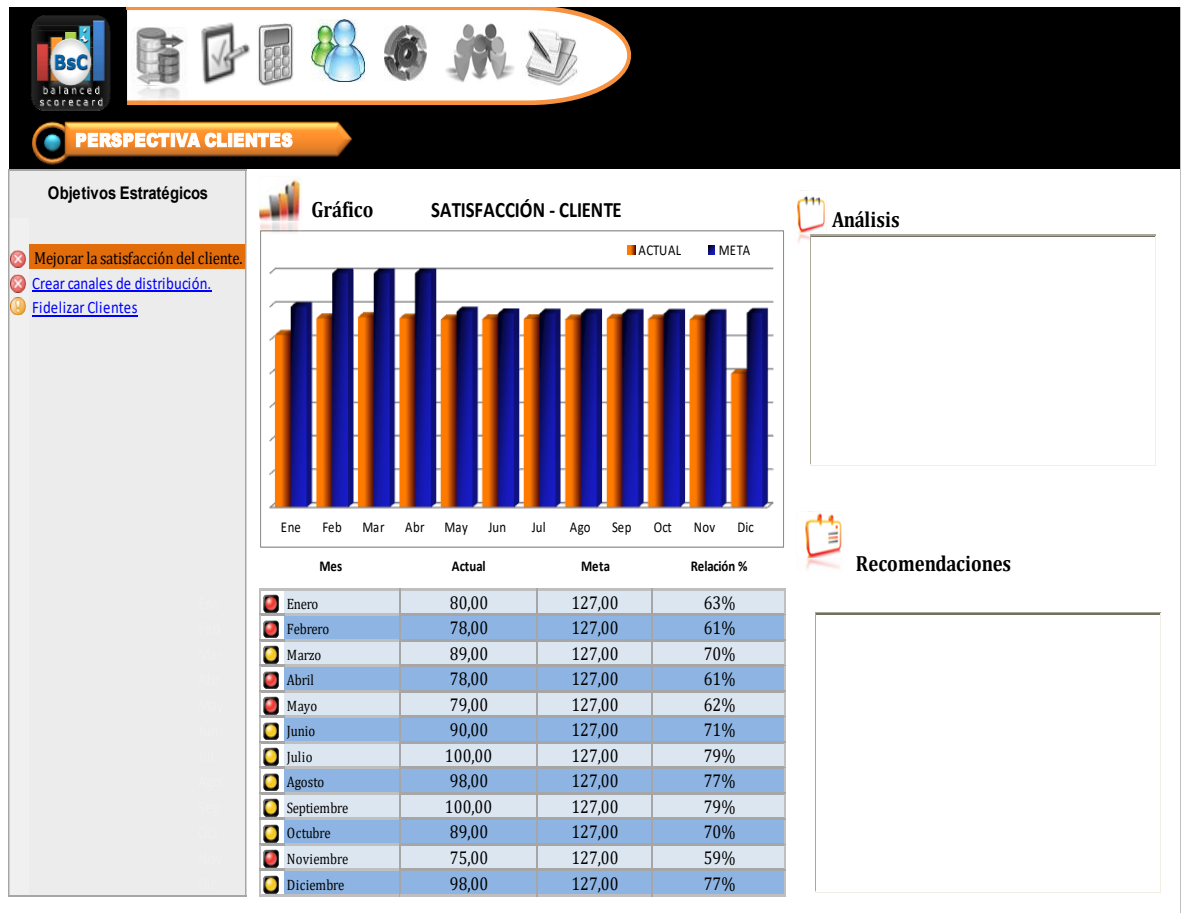 BsC
balanced
scorecard
PERSPECTIVA CLIENTES
Objetivos Estratégicos
Mejorar la satisfacción del cliente.
Crear canales de distribución.
Fidelizar Clientes
Gráfico
SATISFACCIÓN - CLIENTE
ACTUAL META
Ene Feb Mar Abr May Jun Jul Ago Sep Oct Nov Dic
Mes Actual Meta Relación %
Enero 80,00 127,00 63%
Febrero 78,00 127,00 61%
Marzo 89,00 127,00 70%
Abril 78,00 127,00 61%
Mayo 79,00 127,00 62%
Junio 90,00 127,00 71%
Julio 100,00 127,00 79%
Agosto 98,00 127,00 77%
Septiembre 100,00 127,00 79%
Octubre 89,00 127,00 70%
Noviembre 75,00 127,00 59%
Diciembre 98,00 127,00 77%
Análisis
Recomendaciones